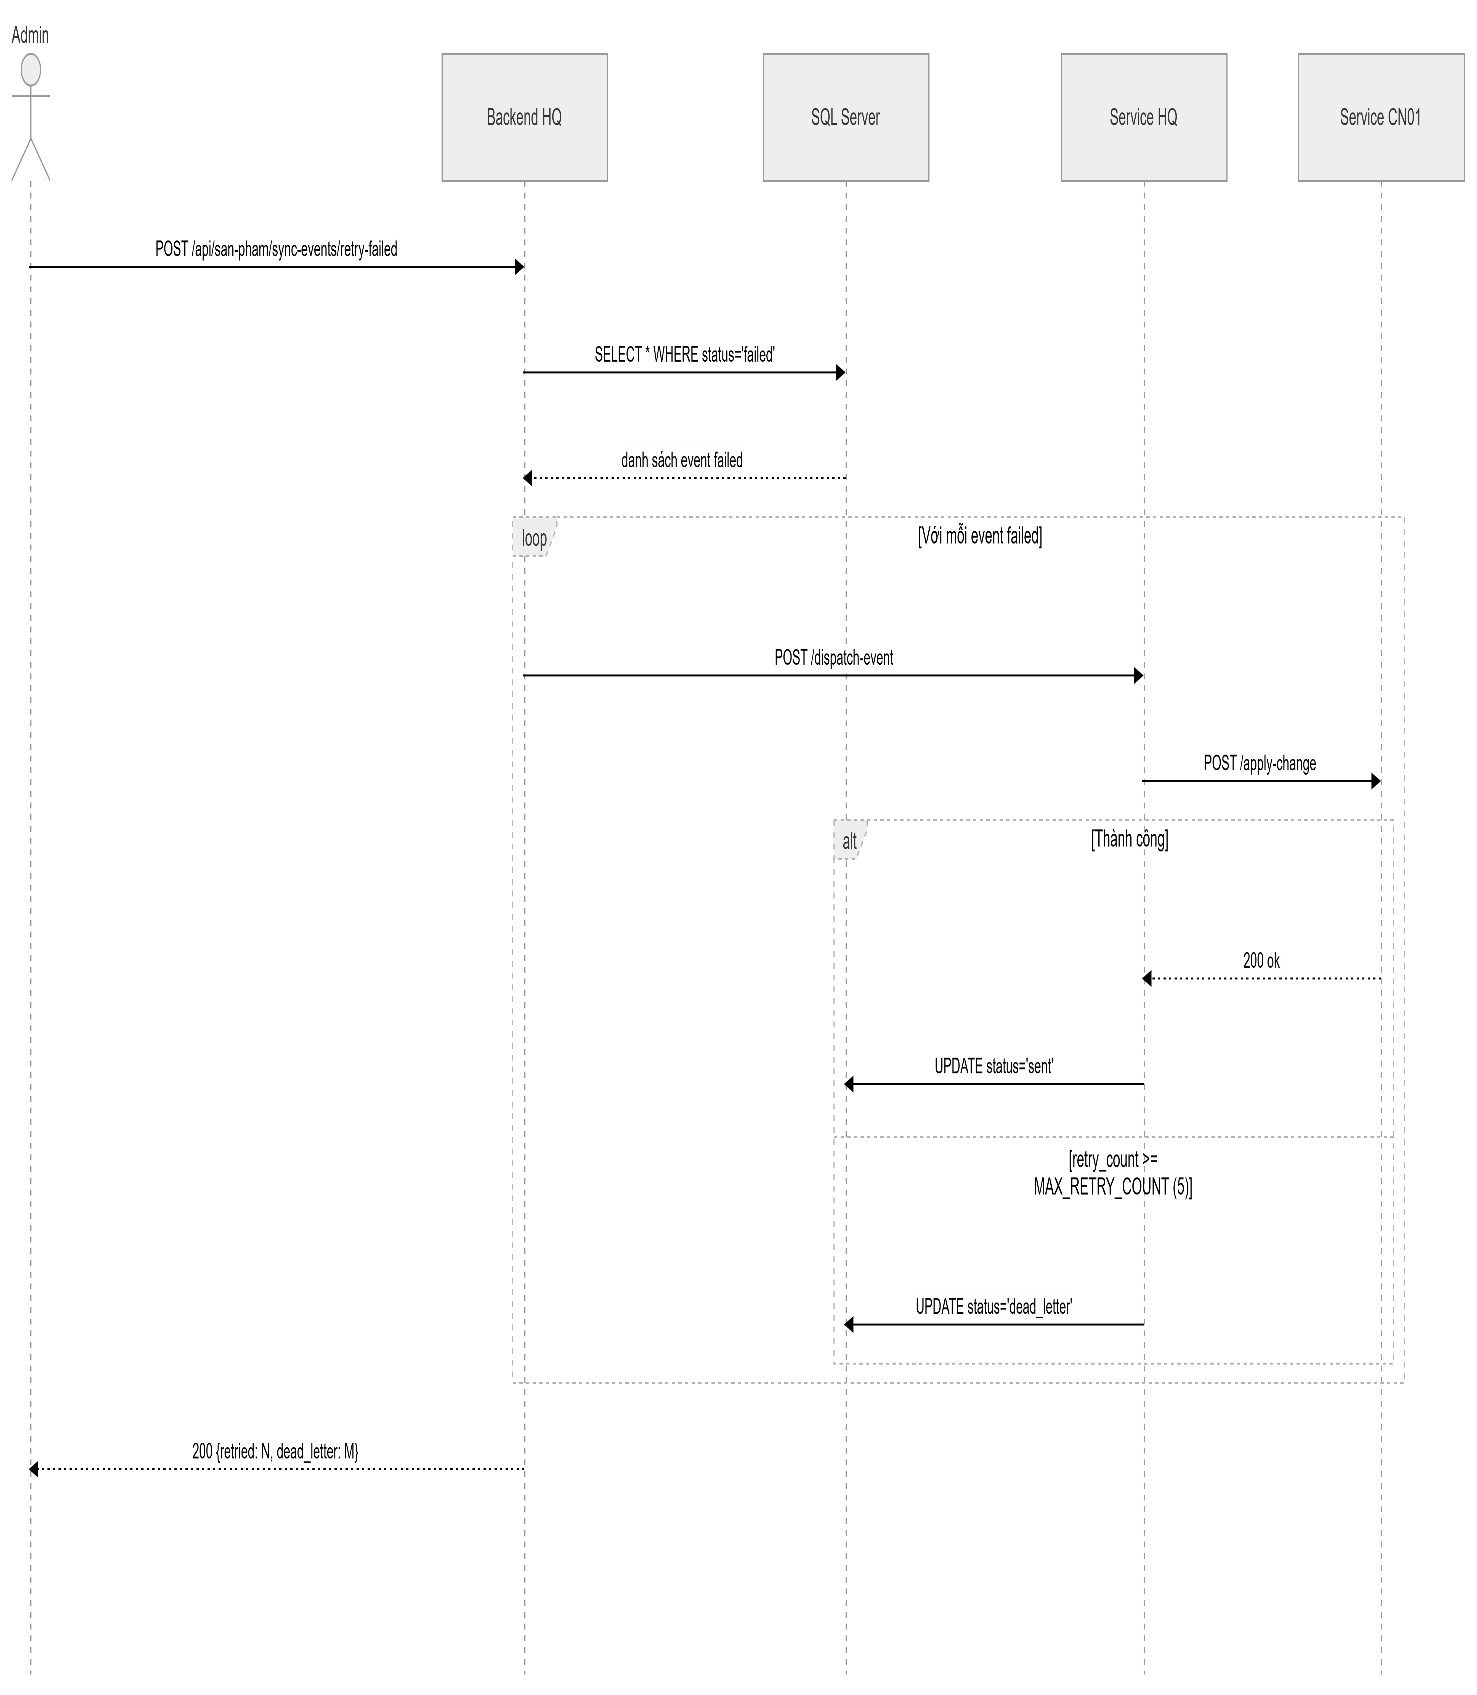 Admin
Backend HQ
SQL Server
Service HQ
Service CN01
POST /api/san-pham/sync-events/retry-failed
SELECT * WHERE status='failed'
danh sách event failed
loop
[Với mỗi event failed]
POST /dispatch-event
POST /apply-change
alt
[Thành công]
200 ok
UPDATE status='sent'
[retry_count >=
MAX_RETRY_COUNT (5)]
UPDATE status='dead_letter'
200 {retried: N, dead_letter: M}